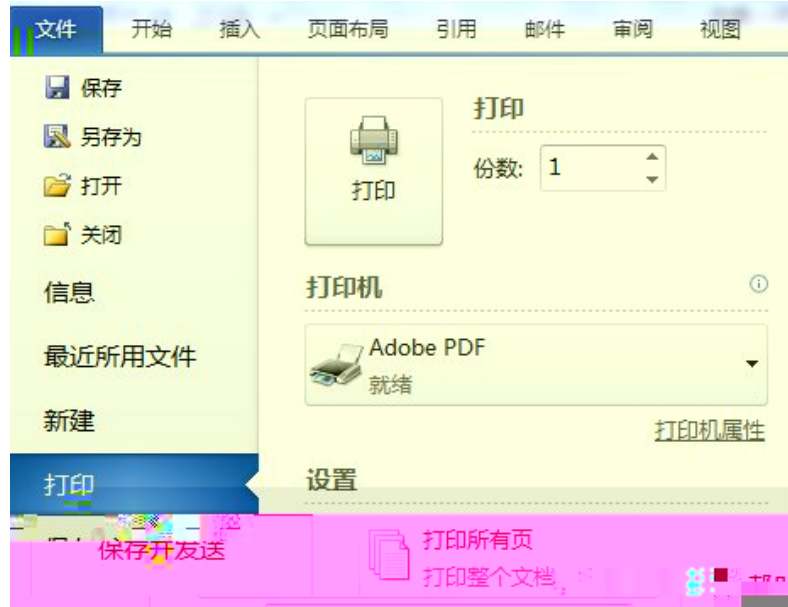 文件 开始 插入 页面布局 引用 邮件 审阅 视图
保存
另存为
打开
关闭
信息
最近所用文件
新建
打印
保存开发送
打印
打印
份数: 1
打印机
Adobe PDF
就绪
打印机属性
设置
打印所有页
打印整个文档